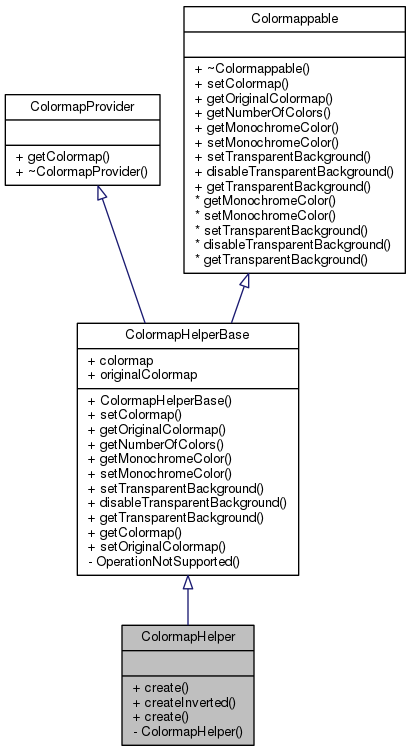 Colormappable
+ ~Colormappable()
+ setColormap()
+ getOriginalColormap()
+ getNumberOfColors()
+ getMonochromeColor()
+ setMonochromeColor()
+ setTransparentBackground()
+ disableTransparentBackground()
+ getTransparentBackground()
* getMonochromeColor()
* setMonochromeColor()
* setTransparentBackground()
* disableTransparentBackground()
* getTransparentBackground()
ColormapProvider
+ getColormap()
+ ~ColormapProvider()
ColormapHelperBase
+ colormap
+ originalColormap
+ ColormapHelperBase()
+ setColormap()
+ getOriginalColormap()
+ getNumberOfColors()
+ getMonochromeColor()
+ setMonochromeColor()
+ setTransparentBackground()
+ disableTransparentBackground()
+ getTransparentBackground()
+ getColormap()
+ setOriginalColormap()
- OperationNotSupported()
ColormapHelper
+ create()
+ createInverted()
+ create()
- ColormapHelper()